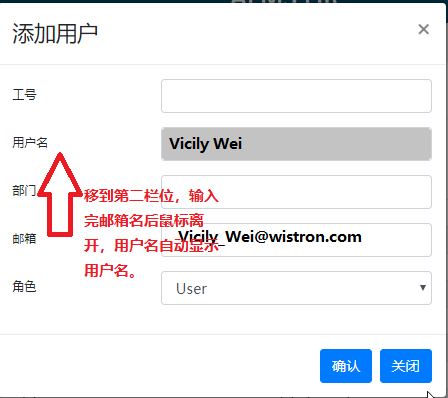 添加用户
×
工号
用户名
Vicily Wei
部门
移到第二栏位，输入
完邮箱名后鼠标离
开，用户名自动显示
用户名。
邮箱
Vicily_Wei@wistron.com
角色
User
确认
关闭